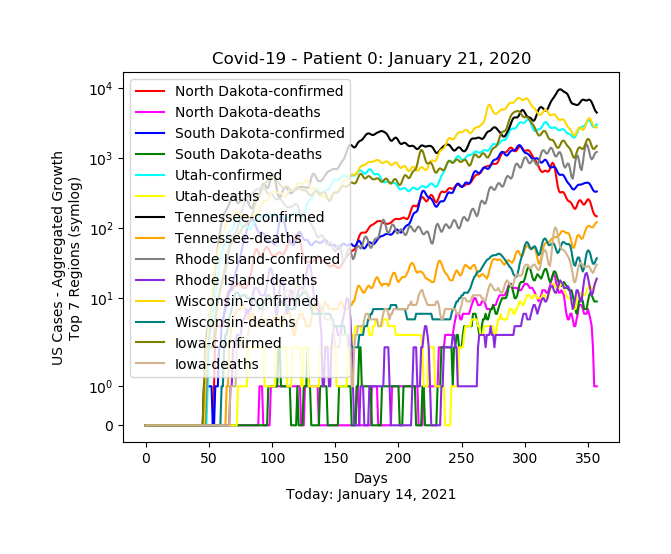 Covid-19 - Patient 0: January 21, 2020
US Cases - Aggregated Growth
Top 7 Regions (symlog)
10⁴
10³
10²
10¹
10⁰
0
North Dakota-confirmed
North Dakota-deaths
South Dakota-confirmed
South Dakota-deaths
Utah-confirmed
Utah-deaths
Tennessee-confirmed
Tennessee-deaths
Rhode Island-confirmed
Rhode Island-deaths
Wisconsin-confirmed
Wisconsin-deaths
Iowa-confirmed
Iowa-deaths
0 50 100 150 200 250 300 350
Days
Today: January 14, 2021